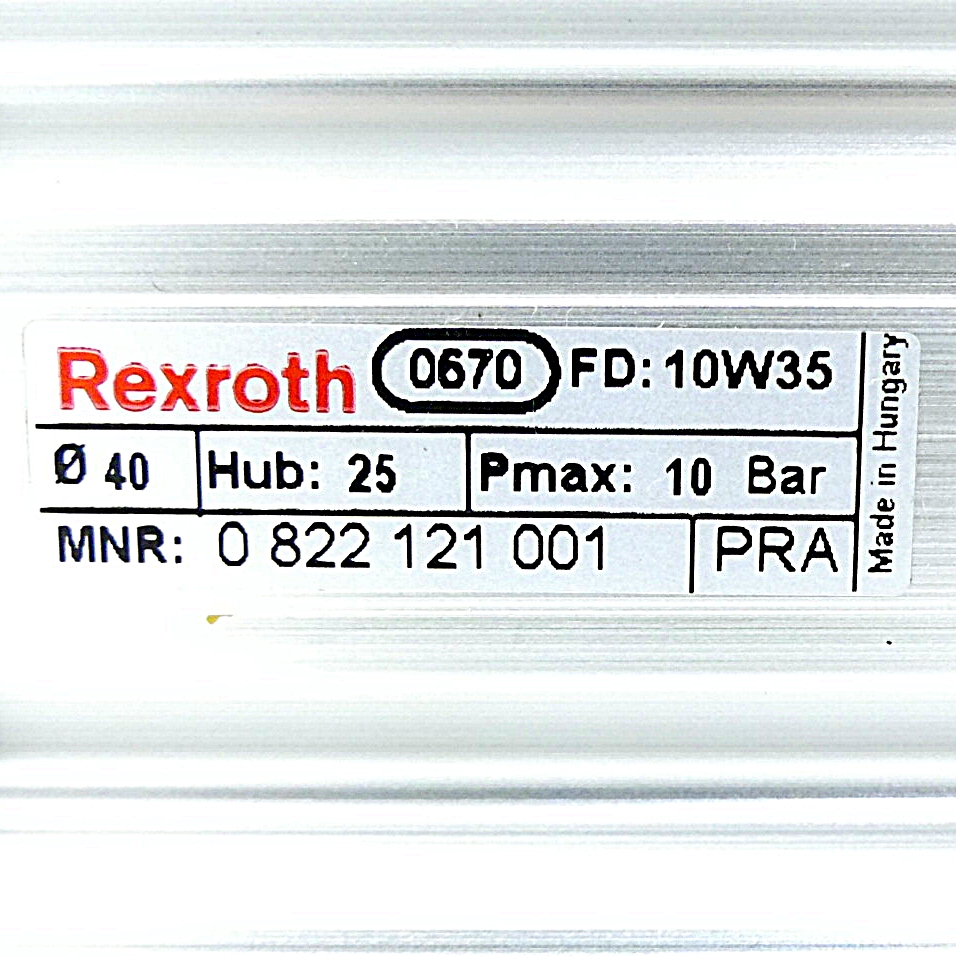 Rexroth 0670 FD: 10W35
Ø 40 Hub: 25 Pmax: 10 Bar
MNR: 0 822 121 001 PRA
Made in Hungary